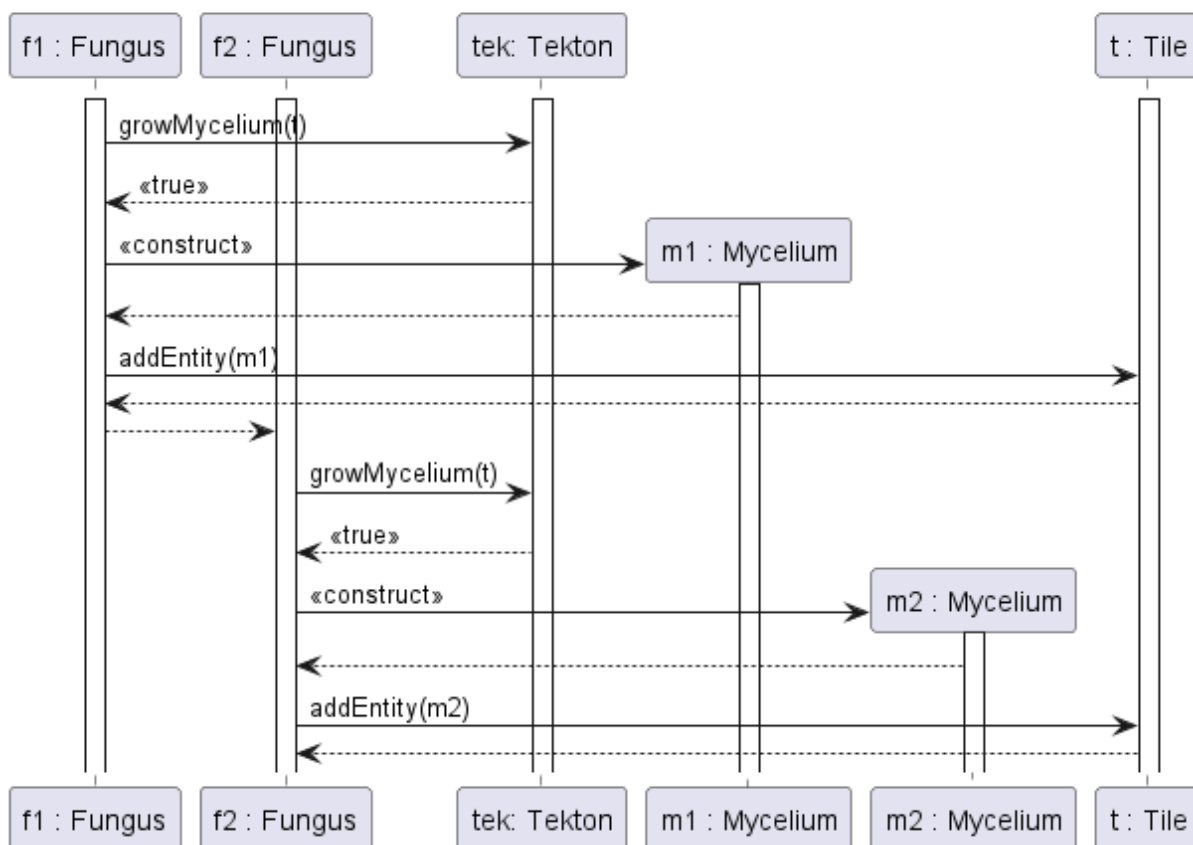 f1 : Fungus f2 : Fungus tek: Tekton t : Tile
growMycelium(t)
«true»
«construct»
m1 : Mycelium
addEntity(m1)
growMycelium(t)
«true»
«construct»
m2 : Mycelium
addEntity(m2)
f1 : Fungus f2 : Fungus tek: Tekton m1 : Mycelium m2 : Mycelium t : Tile